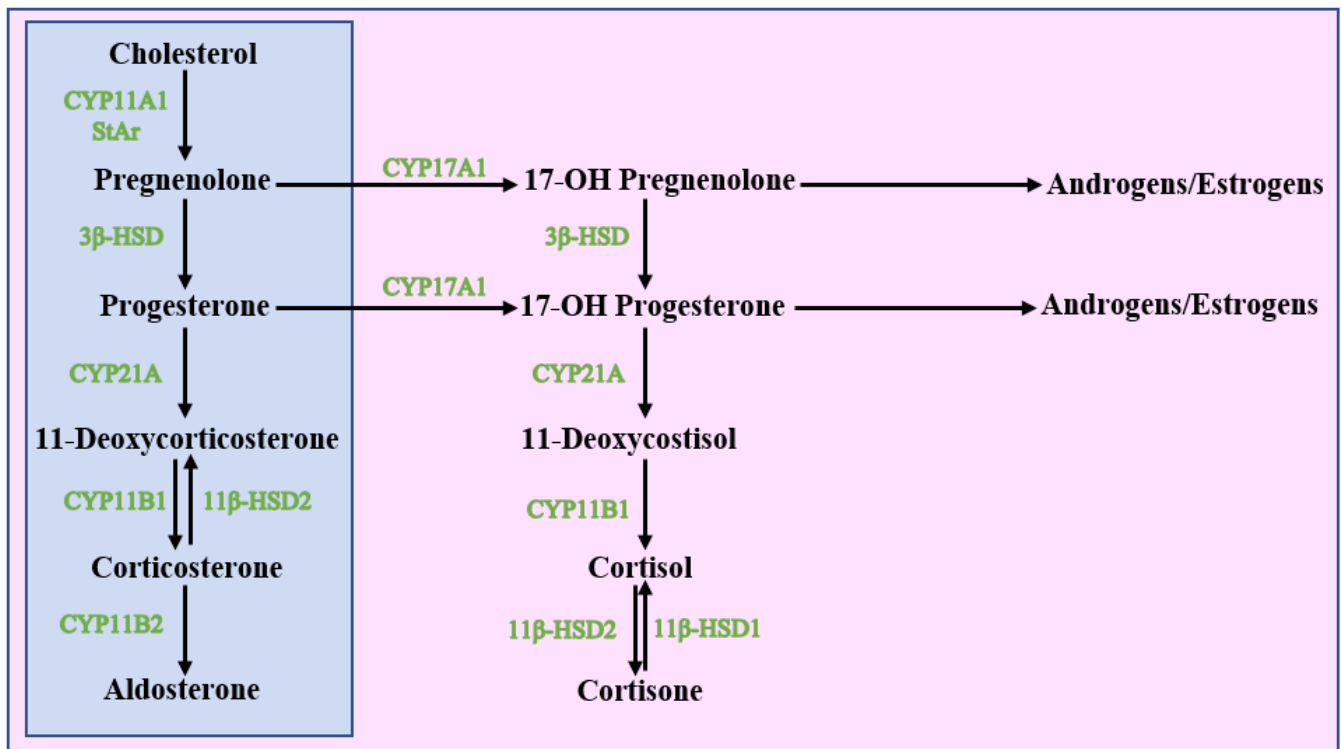 Cholesterol
CYP11A1
StAr
Pregnenolone
CYP17A1
17-OH Pregnenolone
Androgens/Estrogens
3β-HSD
3β-HSD
Progesterone
CYP17A1
17-OH Progesterone
Androgens/Estrogens
CYP21A
CYP21A
11-Deoxycorticosterone
11-Deoxycostisol
CYP11B1
11β-HSD2
CYP11B1
Corticosterone
Cortisol
CYP11B2
11β-HSD2
11β-HSD1
Aldosterone
Cortisone